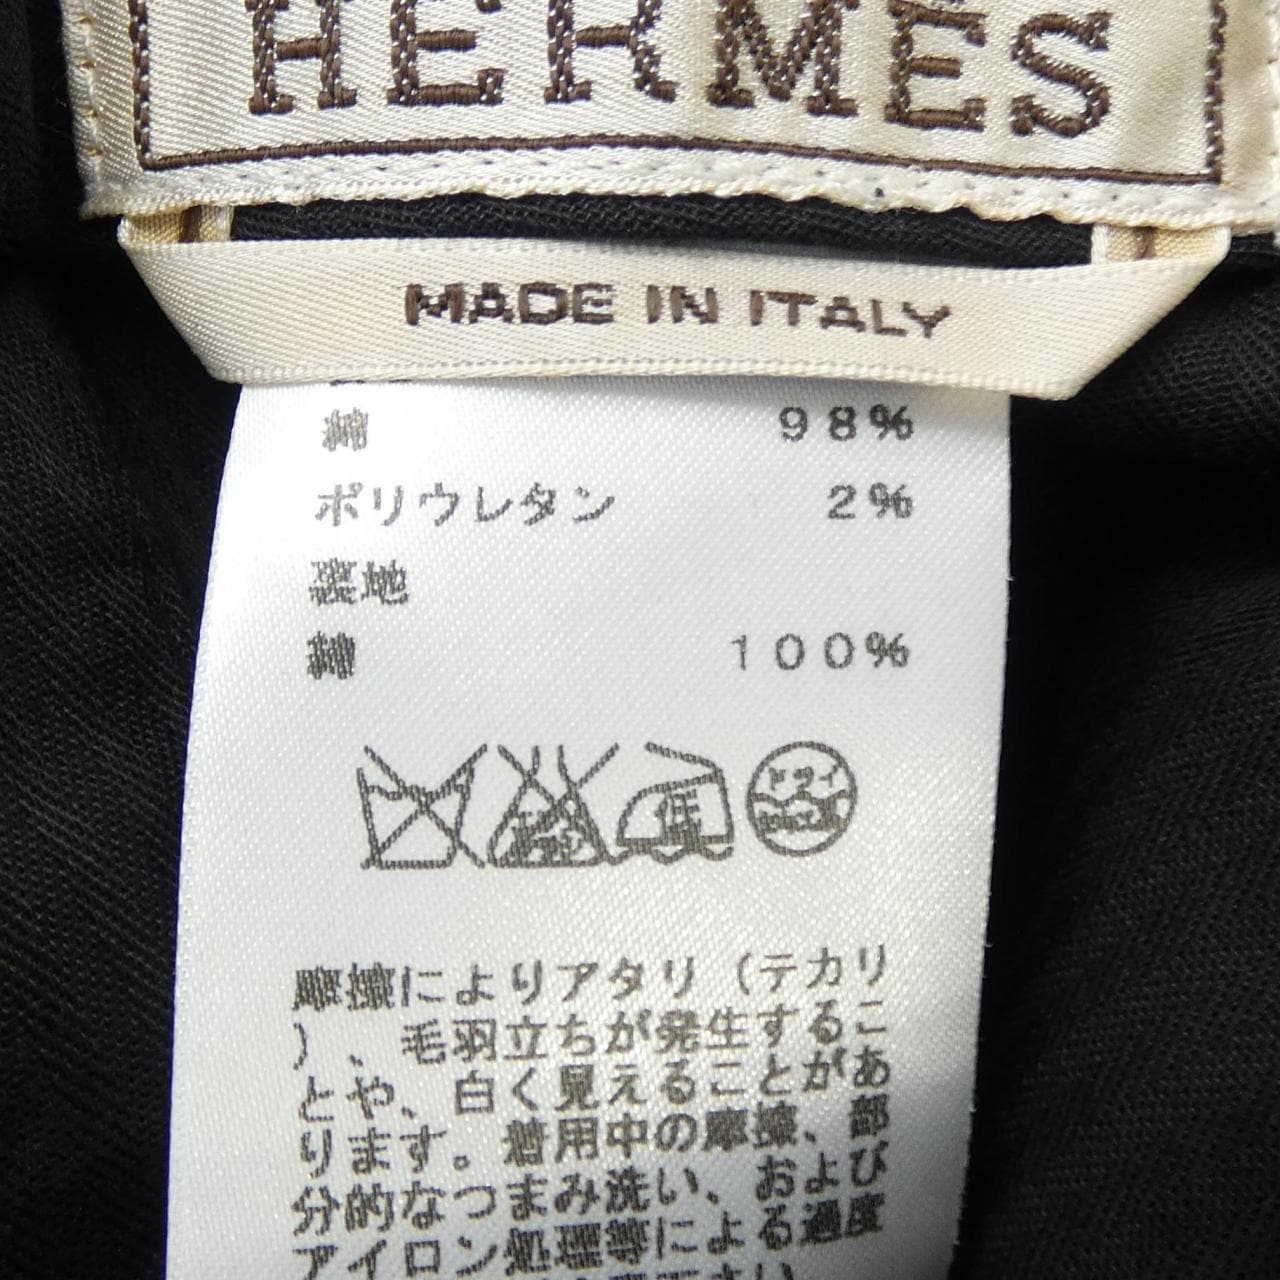 HERMES
MADE IN ITALY
綿 98%
ポリウレタン 2%
裏地
綿 100%
低
ドライ
摩擦によりアタリ（テカリ
）、毛羽立ちが発生するこ
とや、白く見えることがあ
ります。着用中の摩擦、部
分的なつまみ洗い、および
アイロン処理等による過度